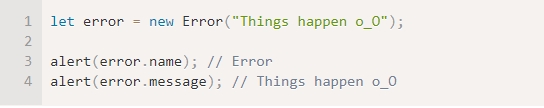 1 let error = new Error("Things happen o_O");
2
3 alert(error.name); // Error
4 alert(error.message); // Things happen o_O